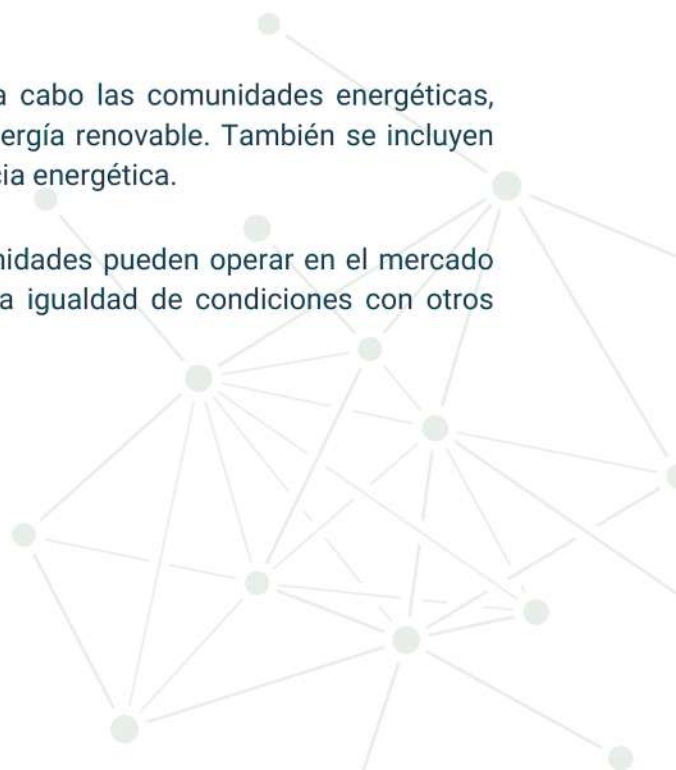 a cabo las comunidades energéticas,
ergía renovable. También se incluyen
cia energética.
nidades pueden operar en el mercado
a igualdad de condiciones con otros